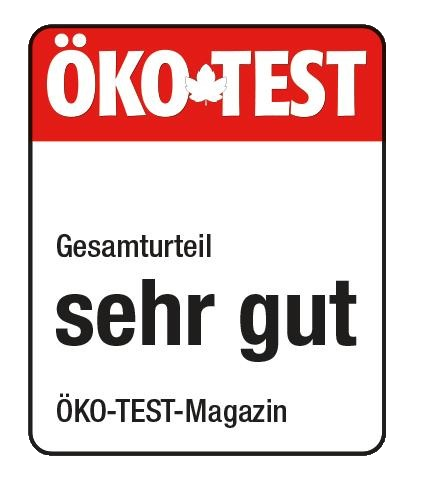 ÖKO TEST
Gesamturteil
sehr gut
ÖKO-TEST-Magazin